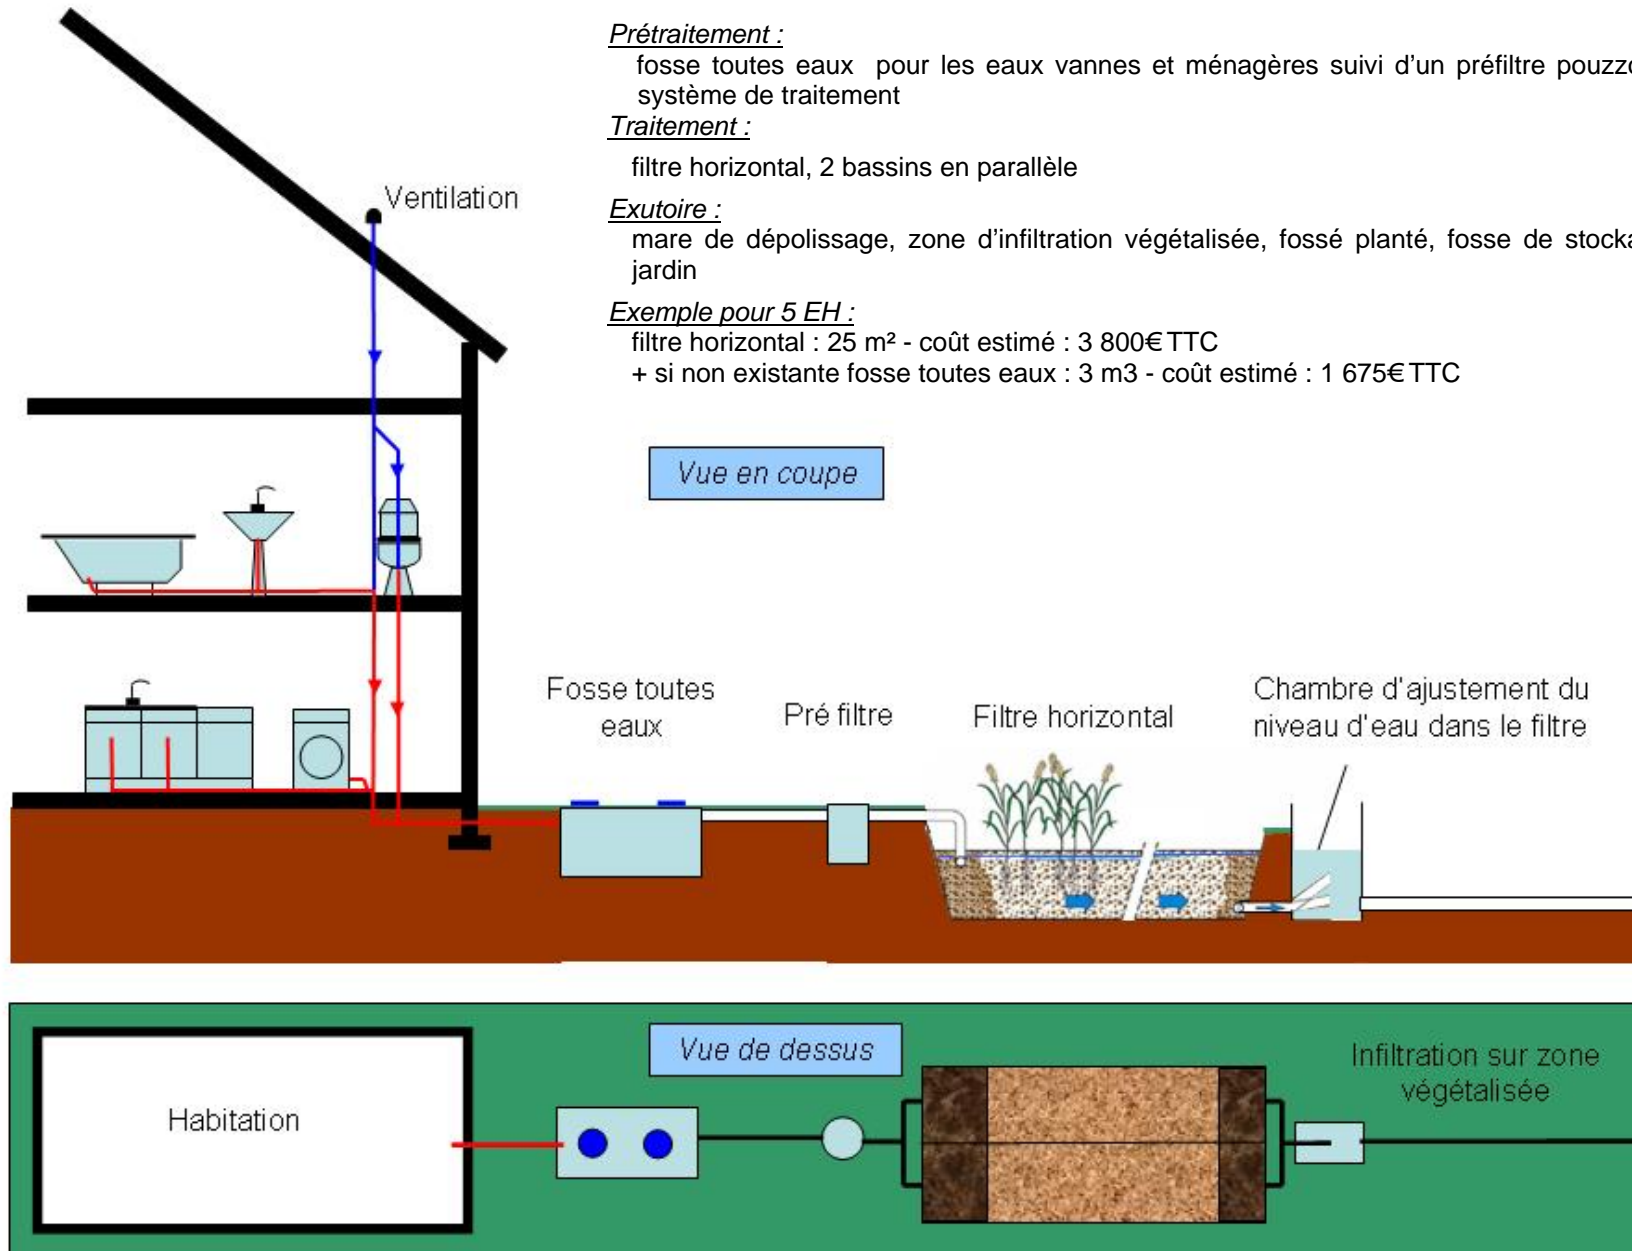 Prétraitement :
fosse toutes eaux pour les eaux vannes et ménagères suivi d'un préfiltre pouzzo
système de traitement
Traitement :
filtre horizontal, 2 bassins en parallèle
Exutoire :
mare de dépolissage, zone d'infiltration végétalisée, fossé planté, fosse de stocka
jardin
Exemple pour 5 EH :
filtre horizontal : 25 m² - coût estimé : 3 800€ TTC
+ si non existante fosse toutes eaux : 3 m3 - coût estimé : 1 675€ TTC
Ventilation
Vue en coupe
Fosse toutes
eaux
Pré filtre
Filtre horizontal
Chambre d'ajustement du
niveau d'eau dans le filtre
Vue de dessus
Habitation
Infiltration sur zone
végétalisée